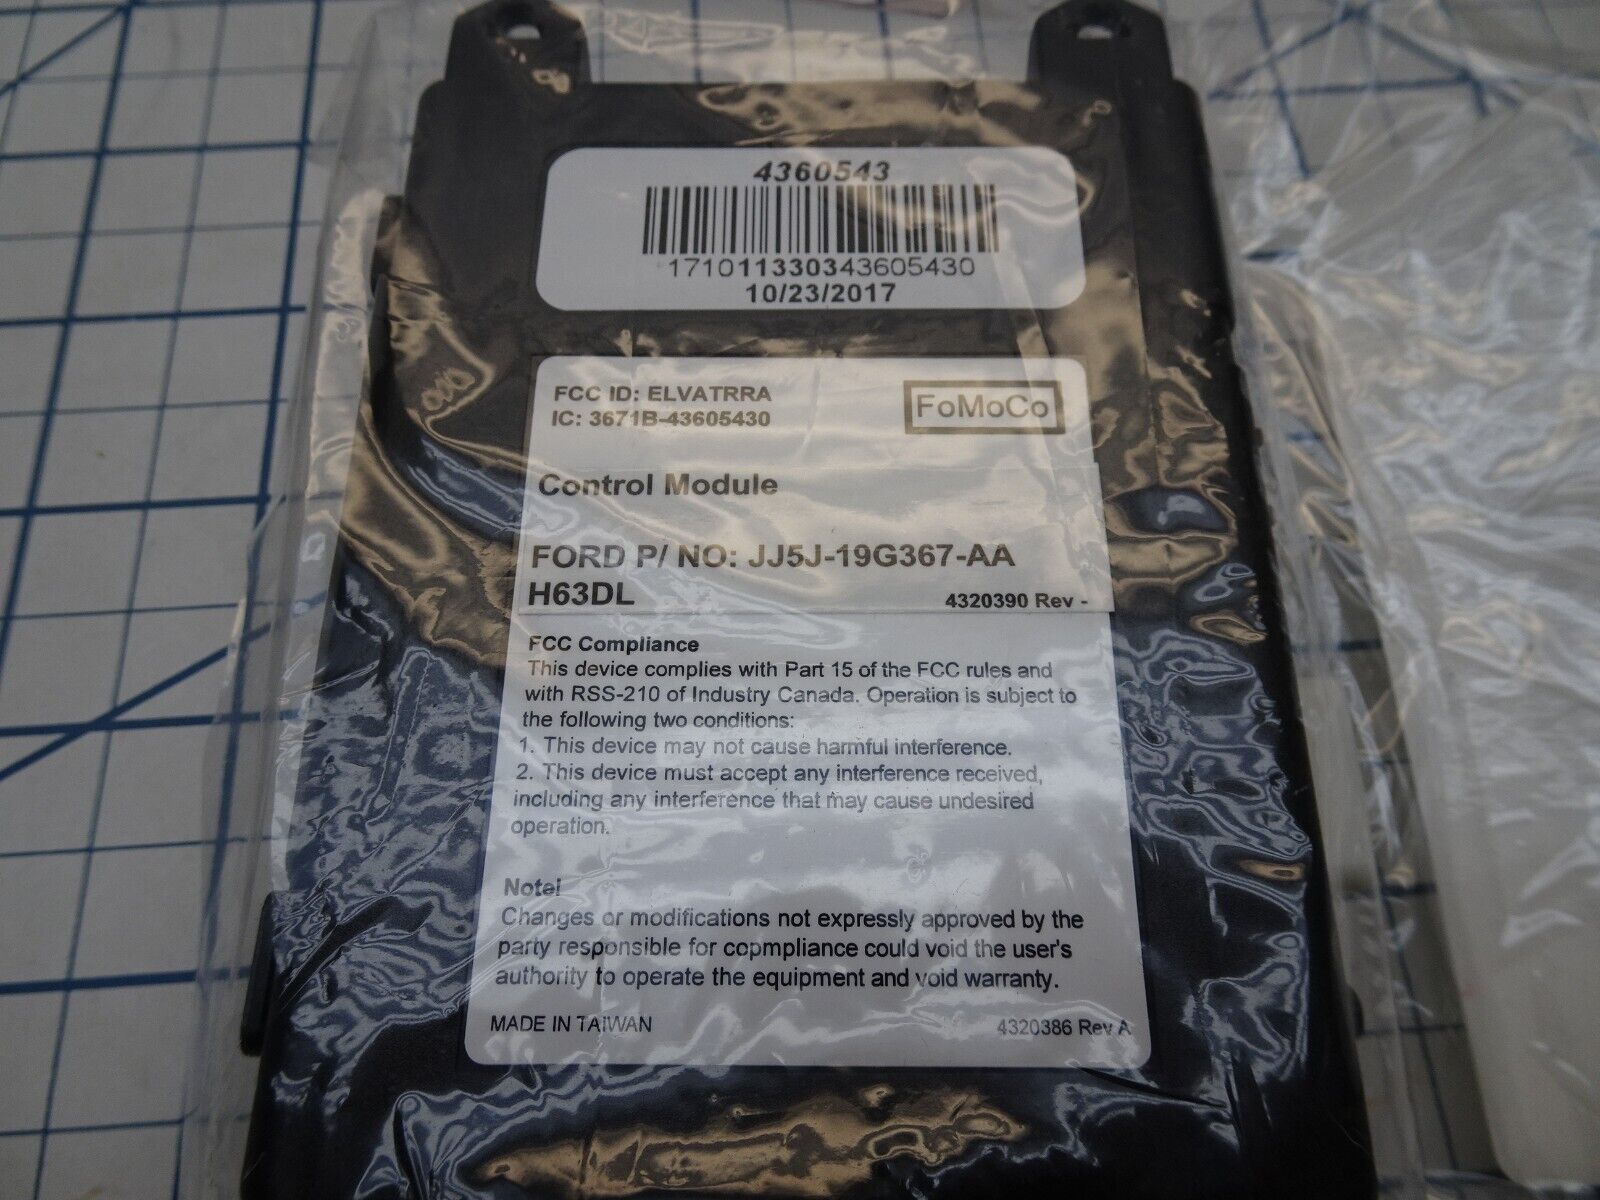 4360543
171011330343605430
10/23/2017
FCC ID: ELVATRRA
IC: 3671B-43605430
FoMoCo
Control Module
FORD P/ NO: JJ5J-19G367-AA
H63DL
4320390 Rev -
FCC Compliance
This device complies with Part 15 of the FCC rules and
with RSS-210 of Industry Canada. Operation is subject to
the following two conditions:
1. This device may not cause harmful interference.
2. This device must accept any interference received,
including any interference that may cause undesired
operation.
Note!
Changes or modifications not expressly approved by the
party responsible for copmpliance could void the user's
authority to operate the equipment and void warranty.
MADE IN TAIWAN
4320386 Rev A